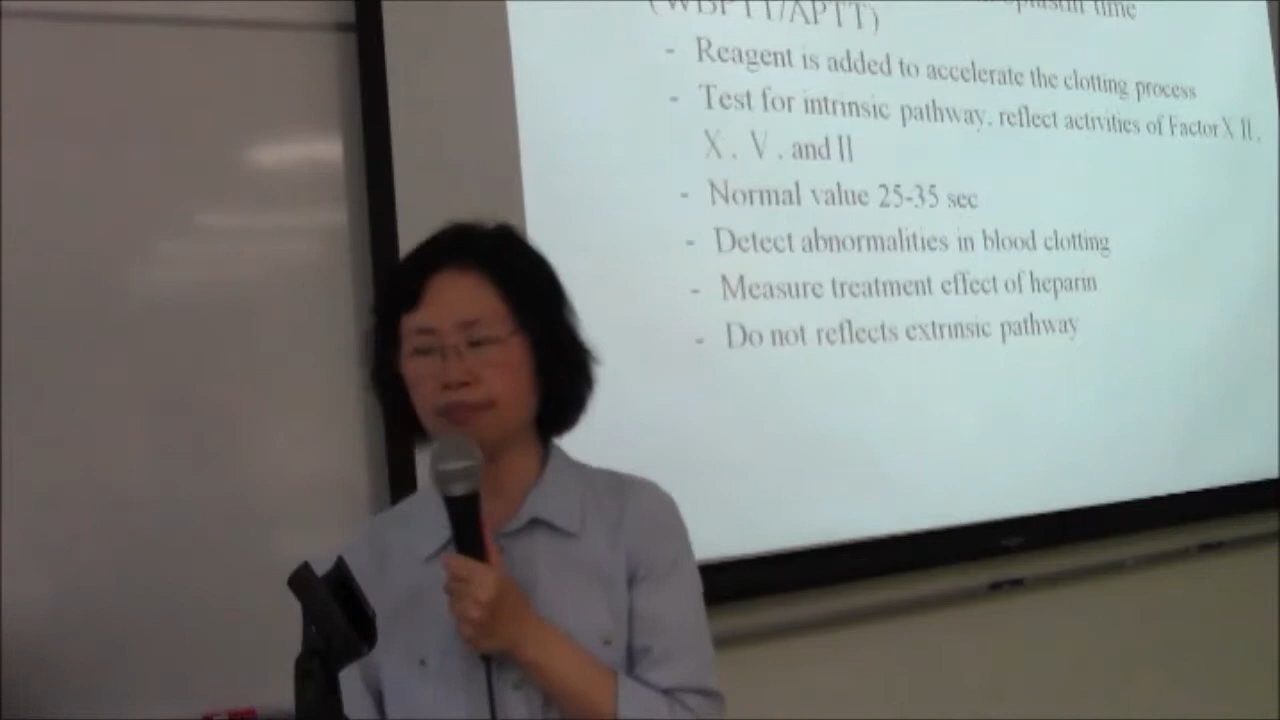 time
(WBPTT/APTT)
- Reagent is added to accelerate the clotting process
- Test for intrinsic pathway, reflect activities of Factor X II,
X, V, and II
- Normal value 25-35 sec
- Detect abnormalities in blood clotting
- Measure treatment effect of heparin
- Do not reflects extrinsic pathway